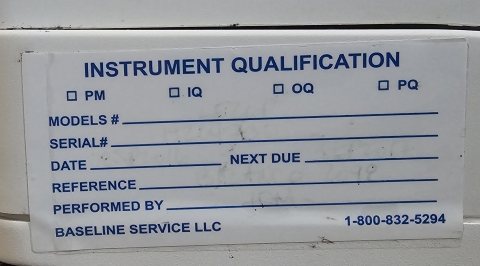 INSTRUMENT QUALIFICATION
PM IQ OQ PQ
MODELS #
SERIAL#
DATE NEXT DUE
REFERENCE
PERFORMED BY
BASELINE SERVICE LLC 1-800-832-5294